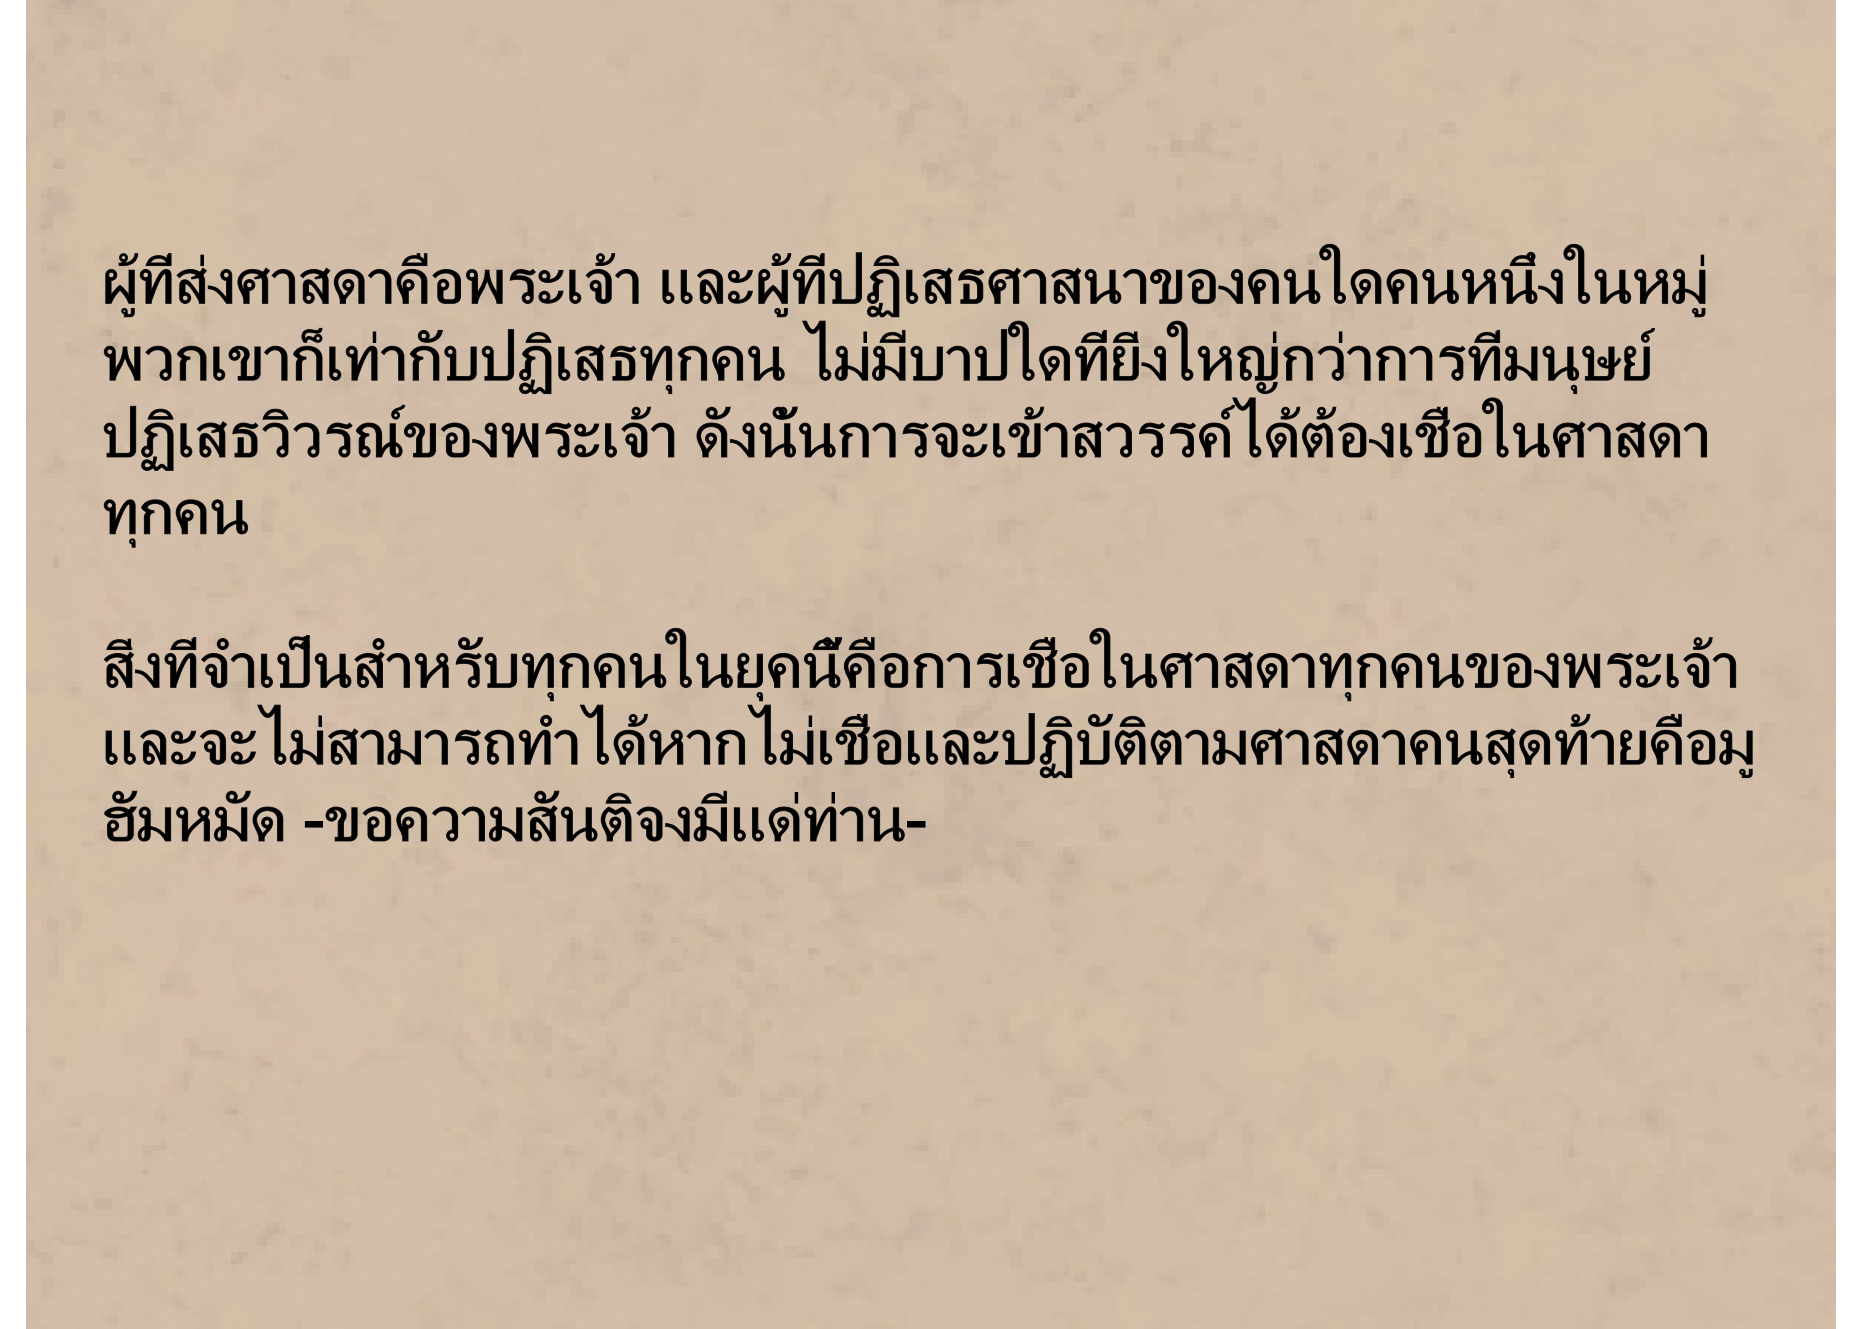 ผู้ที่ส่งศาสดาคือพระเจ้า และผู้ที่ปฏิเสธศาสนาของคนใดคนหนึ่งในหมู่
พวกเขาก็เท่ากับปฏิเสธทุกคน ไม่มีบาปใดที่ยิ่งใหญ่กว่าการที่มนุษย์
ปฏิเสธวิวรณ์ของพระเจ้า ดังนั้นการจะเข้าสวรรค์ได้ต้องเชื่อในศาสดา
ทุกคน
สิ่งที่จำเป็นสำหรับทุกคนในยุคนี้คือการเชื่อในศาสดาทุกคนของพระเจ้า
และจะไม่สามารถทำได้หากไม่เชื่อและปฏิบัติตามศาสดาคนสุดท้ายคือมู
ฮัมหมัด -ขอความสันติจงมีแด่ท่าน-